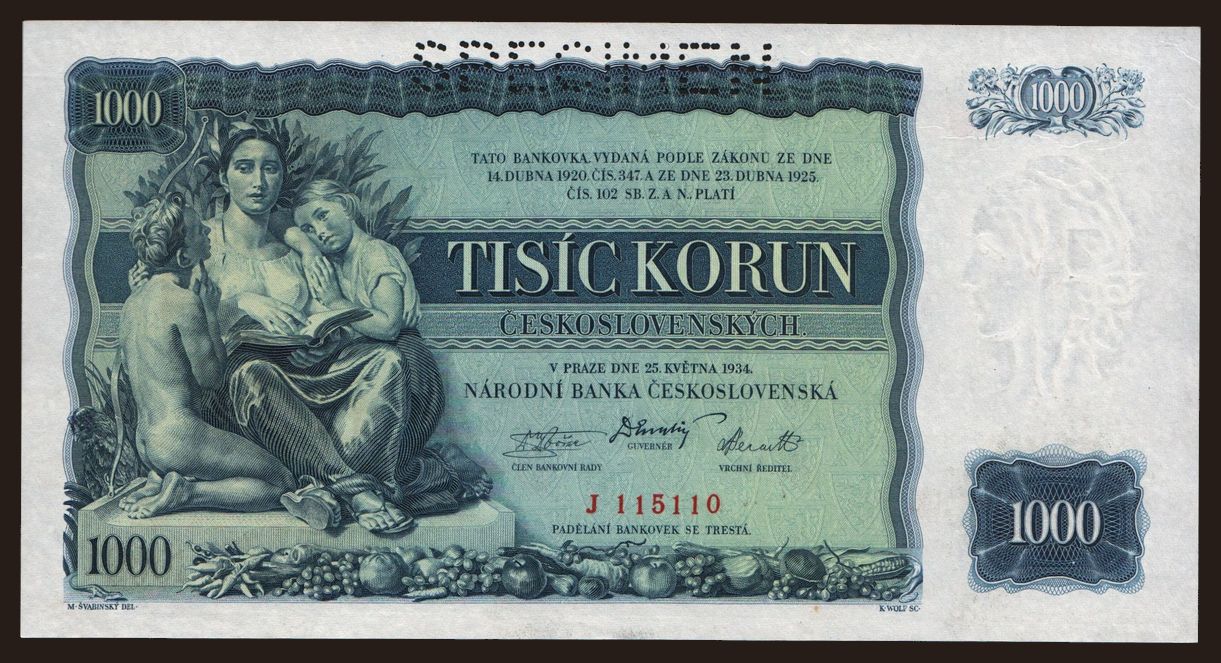 SPECIMEN
1000
1000
TATO BANKOVKA, VYDANÁ PODLE ZÁKONŮ ZE DNE
14. DUBNA 1920, ČÍS. 347. A ZE DNE 23. DUBNA 1925.
ČÍS. 102 SB. Z. A N., PLATÍ
TISÍC KORUN
ČESKOSLOVENSKÝCH.
V PRAZE DNE 25. KVĚTNA 1934.
NÁRODNÍ BANKA ČESKOSLOVENSKÁ
ČLEN BANKOVNÍ RADY
GUVERNÉR
VRCHNÍ ŘEDITEL
J 115110
PADĚLÁNÍ BANKOVEK SE TRESTÁ.
1000
1000
M. ŠVABINSKÝ DEL.
K. WOLF SC.